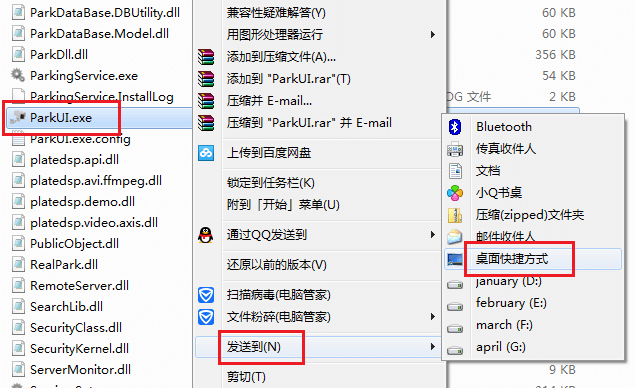 ParkDataBase.DBUtility.dll
ParkDataBase.Model.dll
ParkDll.dll
ParkingService.exe
ParkingService.InstallLog
ParkUI.exe
ParkUI.exe.config
platedsp.api.dll
platedsp.avi.ffmpeg.dll
platedsp.demo.dll
platedsp.video.axis.dll
PublicObject.dll
RealPark.dll
RemoteServer.dll
SearchLib.dll
SecurityClass.dll
SecurityKernel.dll
ServerMonitor.dll
兼容性疑难解答(Y)
用图形处理器运行
添加到压缩文件(A)...
添加到 "ParkUI.rar"(T)
压缩并 E-mail...
压缩到 "ParkUI.rar" 并 E-mail
上传到百度网盘
锁定到任务栏(K)
附到「开始」菜单(U)
通过QQ发送到
还原以前的版本(V)
扫描病毒(电脑管家)
文件粉碎(电脑管家)
发送到(N)
剪切(T)
60 KB
60 KB
356 KB
54 KB
OG 文件 2 KB
Bluetooth
传真收件人
文档
小Q书桌
压缩(zipped)文件夹
邮件收件人
桌面快捷方式
january (D:)
february (E:)
march (F:)
april (G:)
9 KB